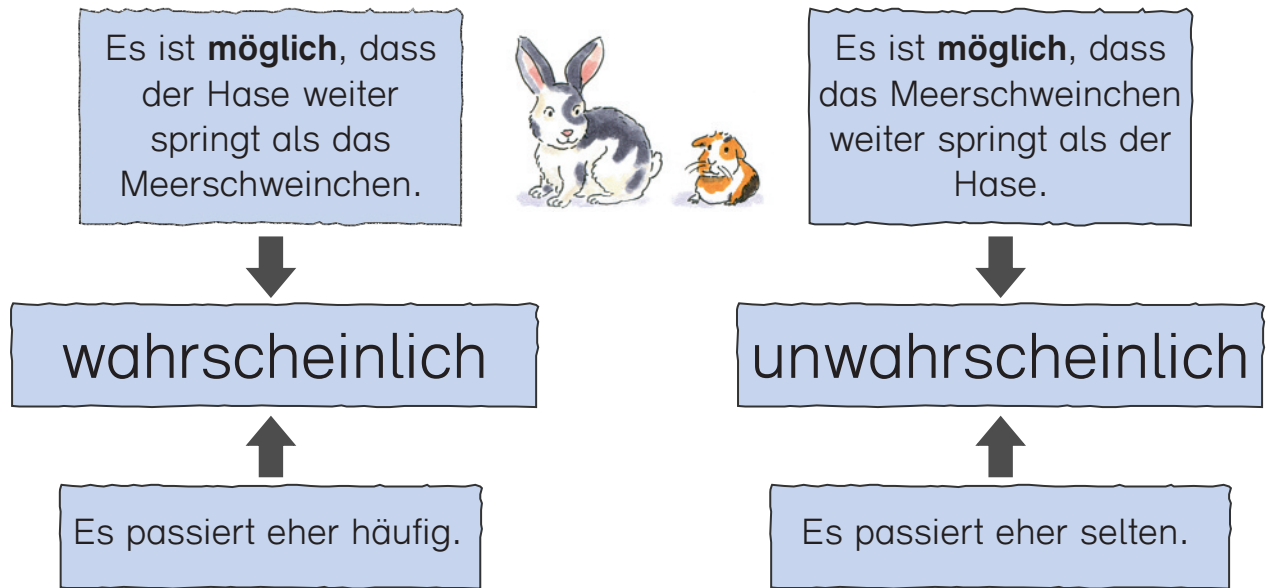 Es ist möglich, dass
der Hase weiter
springt als das
Meerschweinchen.
Es ist möglich, dass
das Meerschweinchen
weiter springt als der
Hase.
wahrscheinlich
unwahrscheinlich
Es passiert eher häufig.
Es passiert eher selten.